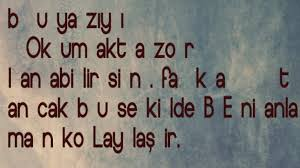 b u ya zıy ı
Ok um akt a zo r
l an abi lir si n . fa k a t
an cak b u se ki lde B E ni anla
ma n ko Lay laş ir.